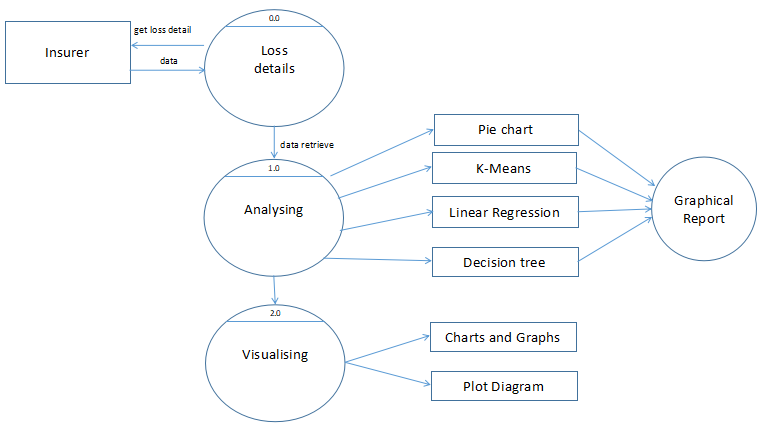 0.0
get loss detail
Insurer
Loss
details
data
data retrieve
Pie chart
1.0
K-Means
Analysing
Linear Regression
Graphical
Report
Decision tree
2.0
Visualising
Charts and Graphs
Plot Diagram